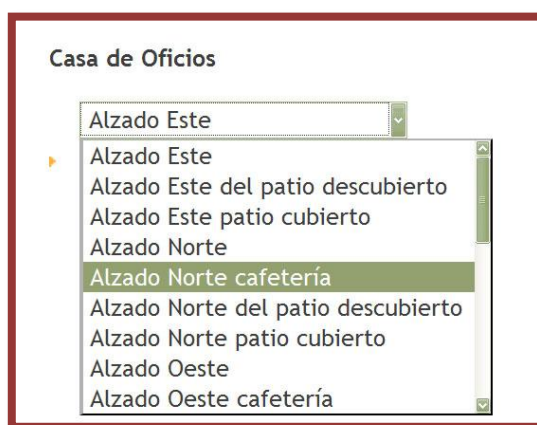 Casa de Oficios
Alzado Este
Alzado Este
Alzado Este del patio descubierto
Alzado Este patio cubierto
Alzado Norte
Alzado Norte cafetería
Alzado Norte del patio descubierto
Alzado Norte patio cubierto
Alzado Oeste
Alzado Oeste cafetería